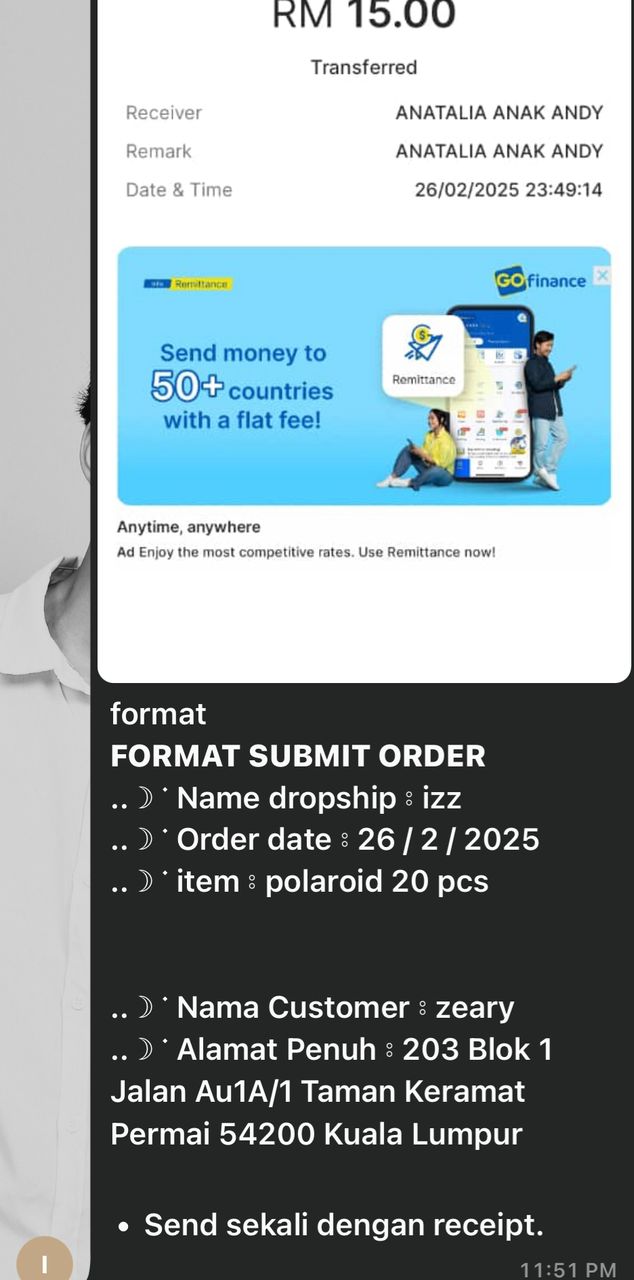 RM 15.00
Transferred
Receiver ANATALIA ANAK ANDY
Remark ANATALIA ANAK ANDY
Date & Time 26/02/2025 23:49:14
Remittance
GOfinance
Send money to
50+ countries
with a flat fee!
Remittance
Anytime, anywhere
Ad Enjoy the most competitive rates. Use Remittance now!
format
FORMAT SUBMIT ORDER
..☽˙Name dropship ⦂ izz
..☽˙Order date ⦂ 26 / 2 / 2025
..☽˙item ⦂ polaroid 20 pcs
..☽˙Nama Customer ⦂ zeary
..☽˙Alamat Penuh ⦂ 203 Blok 1
Jalan Au1A/1 Taman Keramat
Permai 54200 Kuala Lumpur
• Send sekali dengan receipt.
I
11:51 PM